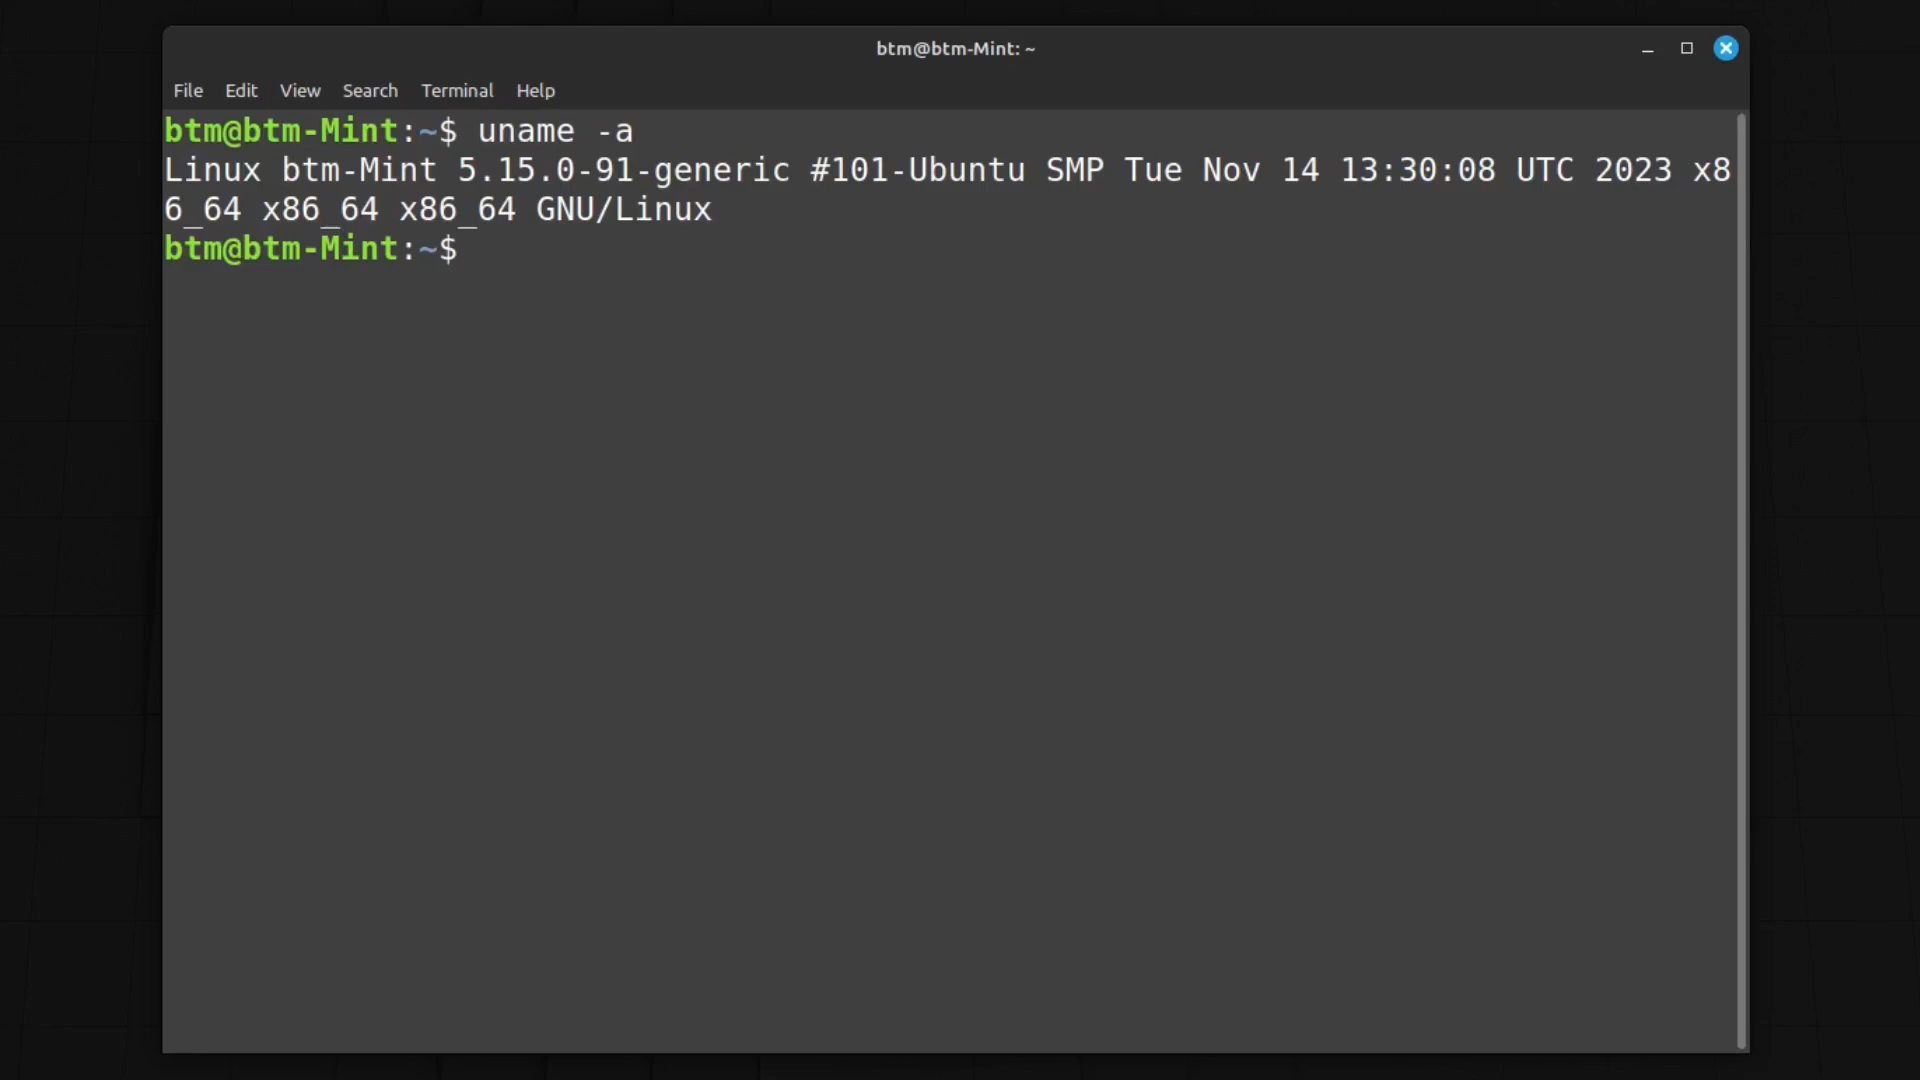 btm@btm-Mint: ~
File Edit View Search Terminal Help
btm@btm-Mint:~$ uname -a
Linux btm-Mint 5.15.0-91-generic #101-Ubuntu SMP Tue Nov 14 13:30:08 UTC 2023 x8
6_64 x86_64 x86_64 GNU/Linux
btm@btm-Mint:~$